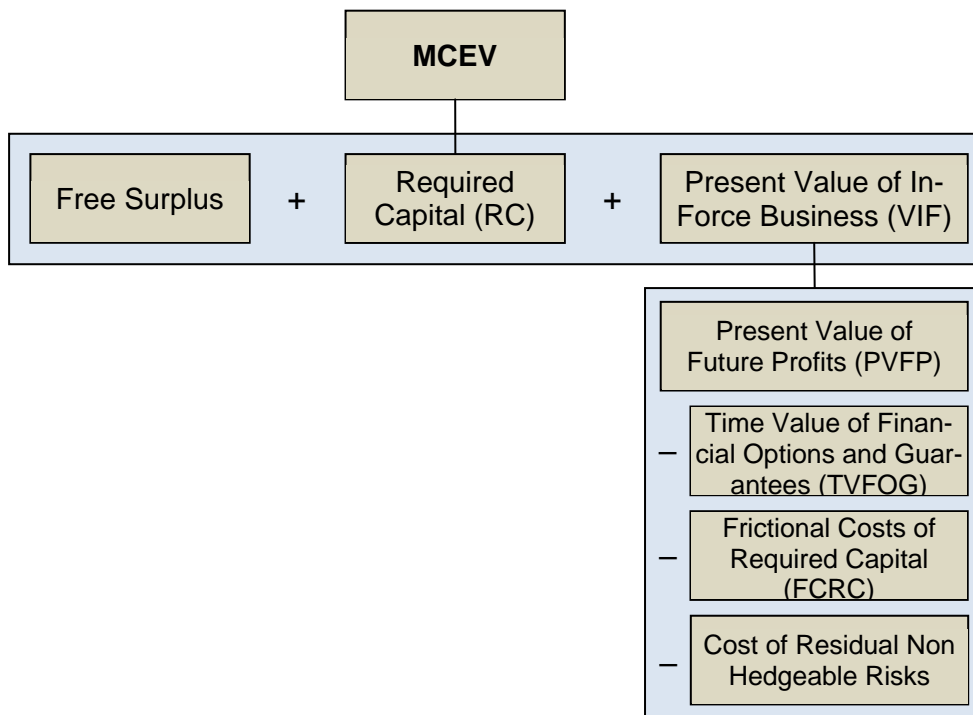 MCEV
Free Surplus
+
Required
Capital (RC)
+
Present Value of In-
Force Business (VIF)
Present Value of
Future Profits (PVFP)
–
Time Value of Finan-
cial Options and Guar-
antees (TVFOG)
–
Frictional Costs of
Required Capital
(FCRC)
–
Cost of Residual Non
Hedgeable Risks